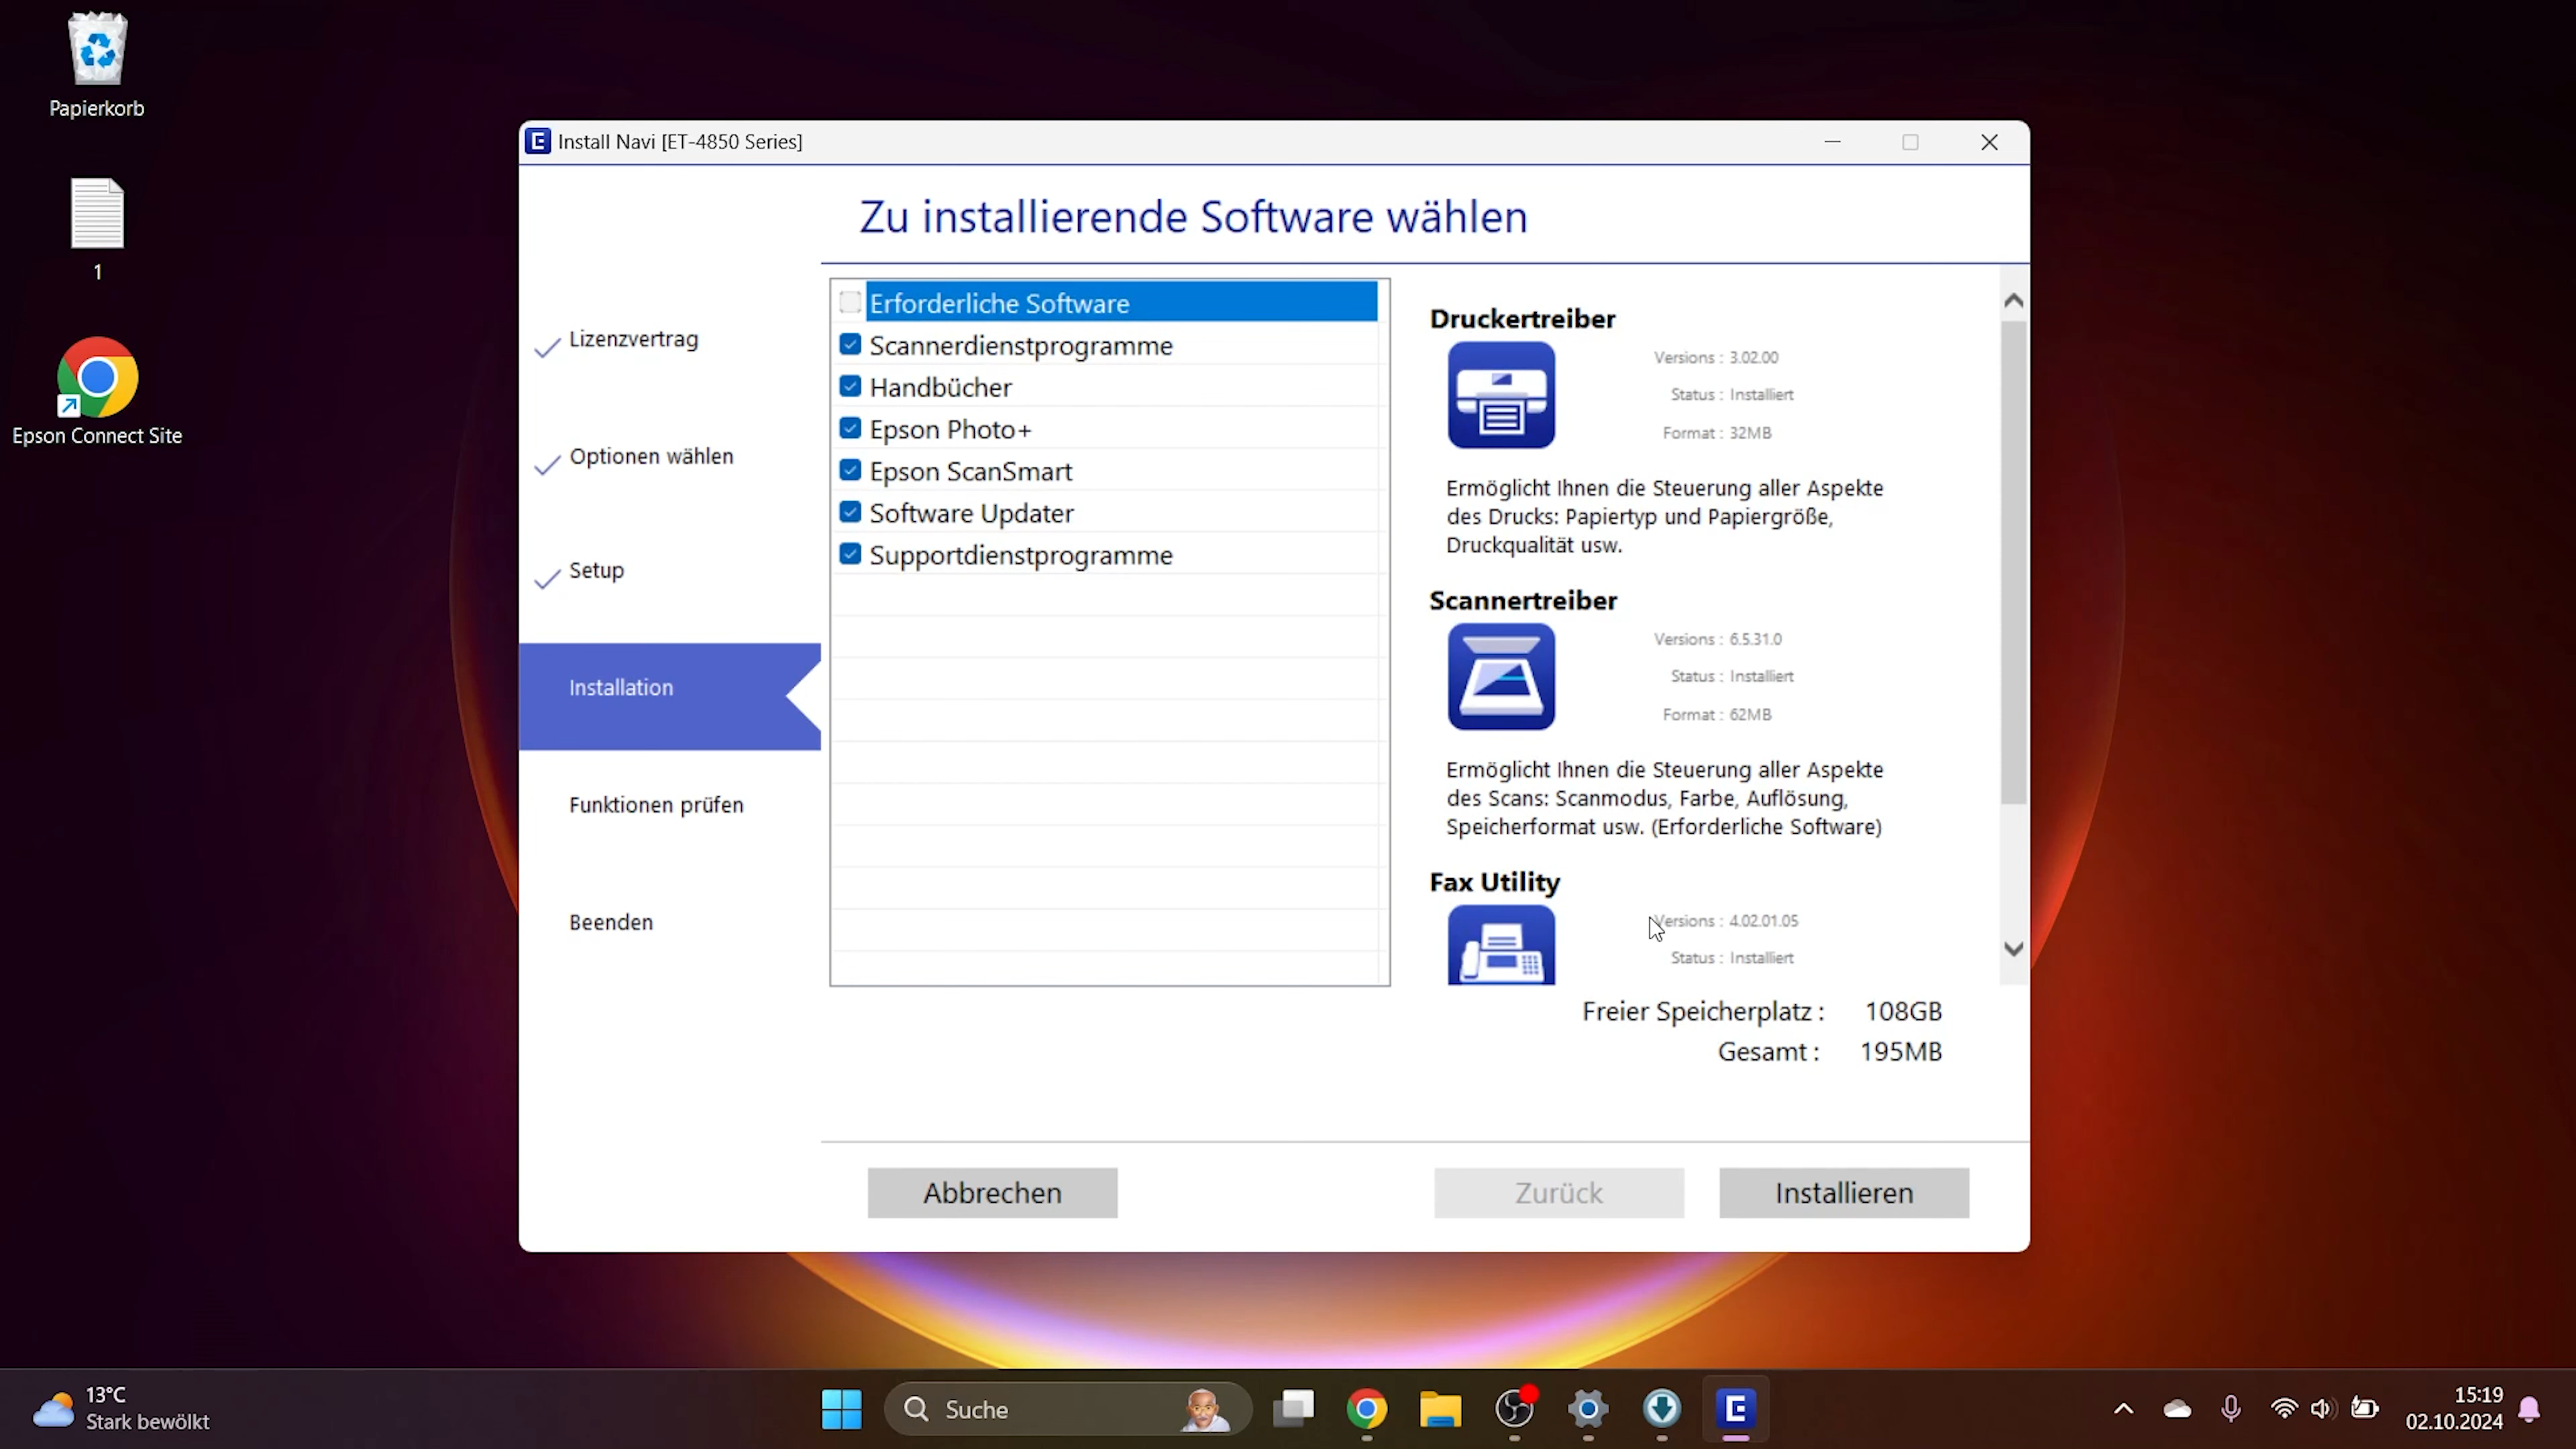 Papierkorb
1
Epson Connect Site
Install Navi [ET-4850 Series]
Zu installierende Software wählen
Lizenzvertrag
Optionen wählen
Setup
Installation
Funktionen prüfen
Beenden
Erforderliche Software
Scannerdienstprogramme
Handbücher
Epson Photo+
Epson ScanSmart
Software Updater
Supportdienstprogramme
Druckertreiber
Versions : 3.02.00
Status : Installiert
Format : 32MB
Ermöglicht Ihnen die Steuerung aller Aspekte
des Drucks: Papiertyp und Papiergröße,
Druckqualität usw.
Scannertreiber
Versions : 6.5.31.0
Status : Installiert
Format : 62MB
Ermöglicht Ihnen die Steuerung aller Aspekte
des Scans: Scanmodus, Farbe, Auflösung,
Speicherformat usw. (Erforderliche Software)
Fax Utility
Versions : 4.02.01.05
Status : Installiert
Freier Speicherplatz : 108GB
Gesamt : 195MB
Abbrechen
Zurück
Installieren
13°C
Stark bewölkt
Suche
15:19
02.10.2024